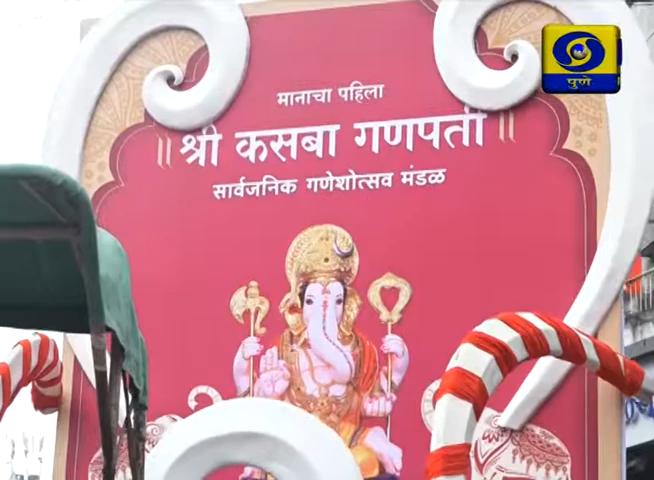 पुणे
मानाचा पहिला
॥ श्री कसबा गणपती ॥
सार्वजनिक गणेशोत्सव मंडळ